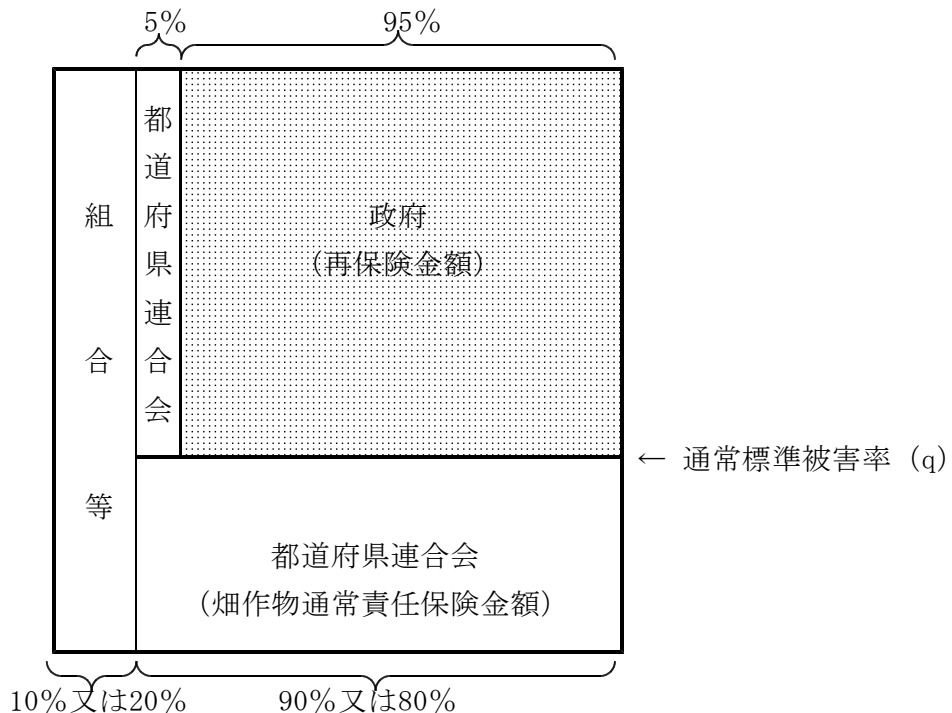 5%
95%
組合等
都道府県連合会
政府
(再保険金額)
← 通常標準被害率 (q)
都道府県連合会
(畑作物通常責任保険金額)
10%又は20%
90%又は80%